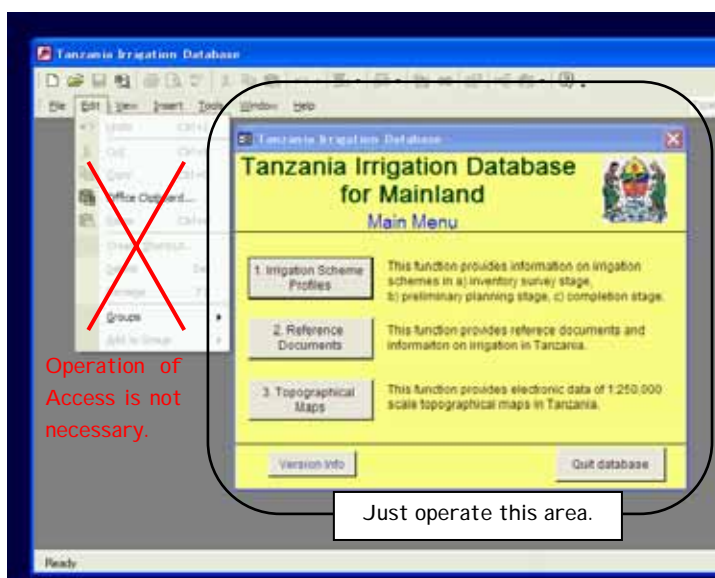 Tanzania Irrigation Database
File Edit View Insert Tools Window Help
Undo
Cut
Copy
Office Clipboard...
Create Shortcut...
Groups
Add to Group
Operation of
Access is not
necessary.
Tanzania Irrigation Database
Tanzania Irrigation Database
for Mainland
Main Menu
1. Irrigation Scheme
Profiles
This function provides information on irrigation
schemes in a) inventory survey stage,
b) preliminary planning stage, c) completion stage.
2. Reference
Documents
This function provides referece documents and
informaiton on irrigation in Tanzania.
3. Topographical
Maps
This function provides electronic data of 1:250,000
scale topographical maps in Tanzania.
Version Info
Quit database
Just operate this area.
Ready